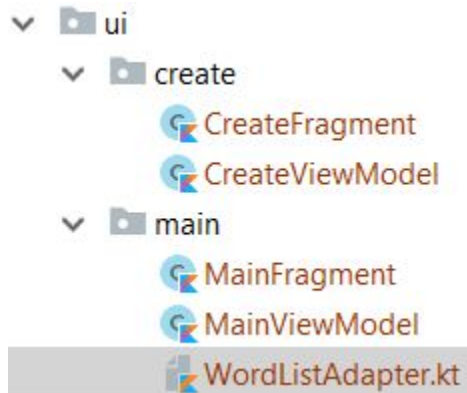 ui
create
CreateFragment
CreateViewModel
main
MainFragment
MainViewModel
WordListAdapter.kt